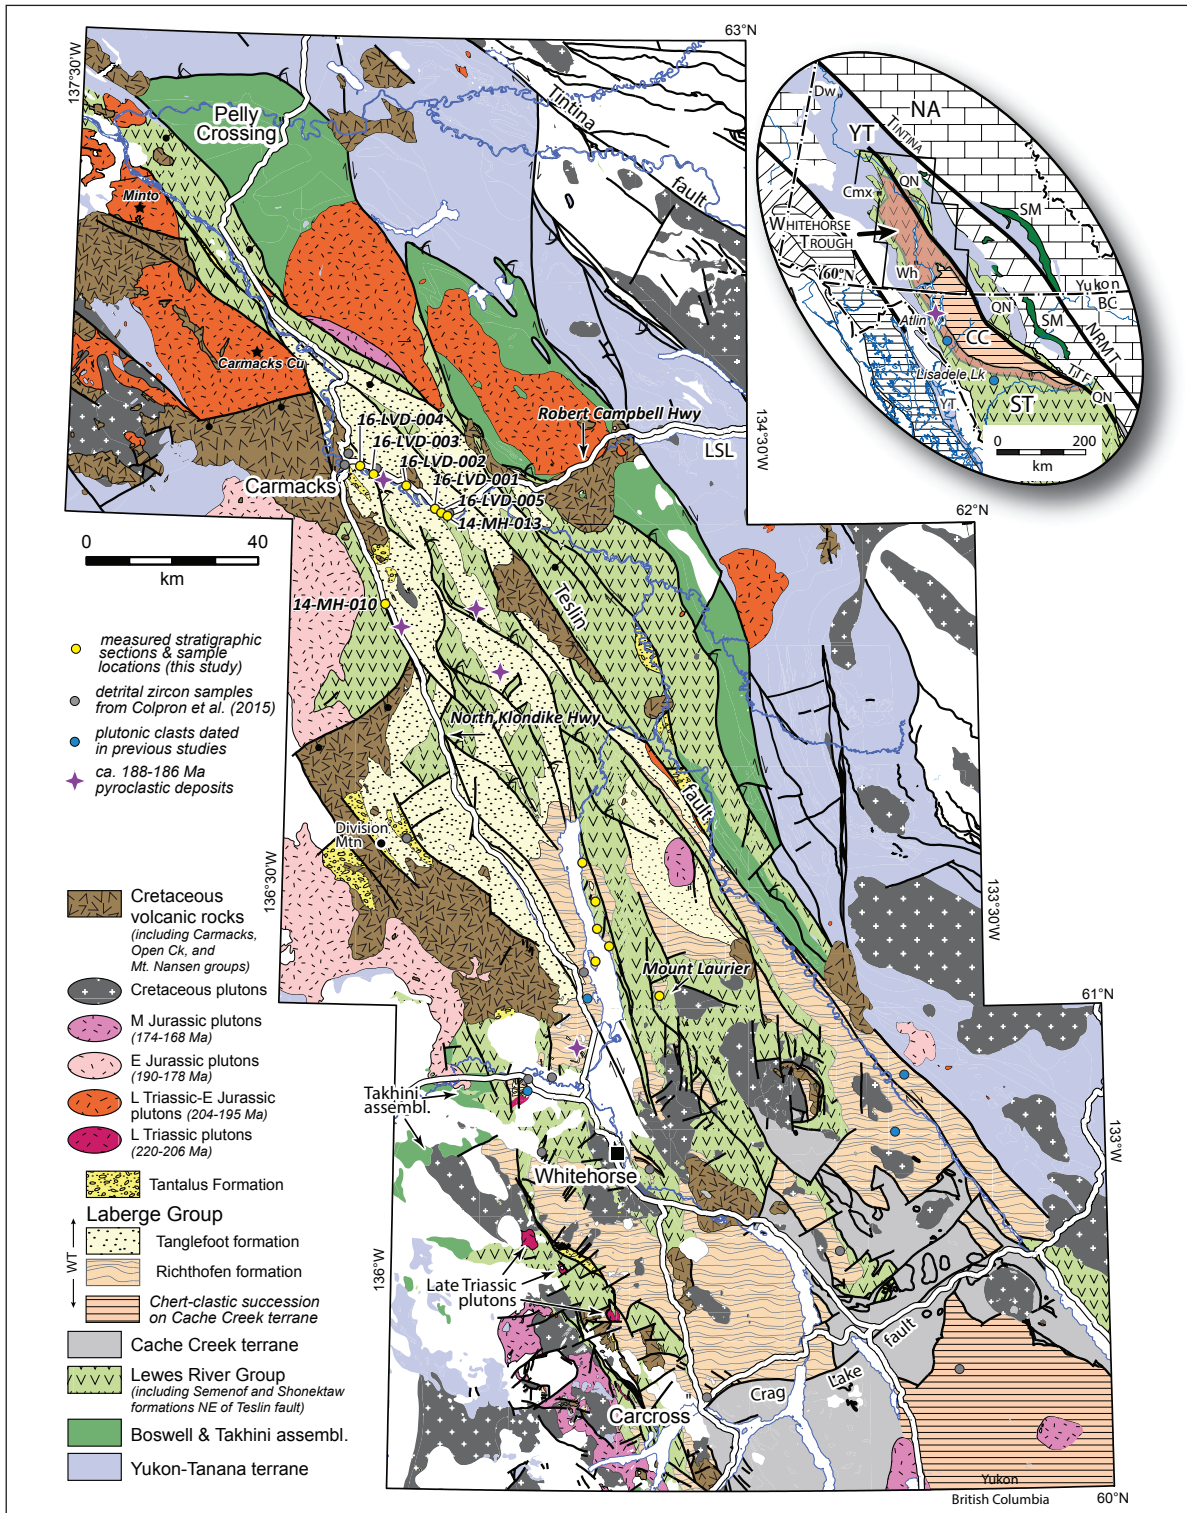 63°N
137°30'W
Pelly
Crossing
Tintina
fault
Minto
Carmacks Cu
Robert Campbell Hwy
134°30'W
LSL
16-LVD-004
16-LVD-003
16-LVD-002
16-LVD-001
16-LVD-005
14-MH-013
Carmacks
62°N
0 40
km
14-MH-010
Teslin
fault
measured stratigraphic
sections & sample
locations (this study)
detrital zircon samples
from Colpron et al. (2015)
plutonic clasts dated
in previous studies
ca. 188-186 Ma
pyroclastic deposits
North Klondike Hwy
Division
Mtn
136°30'W
133°30'W
Mount Laurier
61°N
Takhini
assembl.
Whitehorse
133°W
136°W
Late Triassic
plutons
Crag
Lake
fault
Carcross
Yukon
British Columbia
60°N
Cretaceous
volcanic rocks
(including Carmacks,
Open Ck, and
Mt. Nansen groups)
Cretaceous plutons
M Jurassic plutons
(174-168 Ma)
E Jurassic plutons
(190-178 Ma)
L Triassic-E Jurassic
plutons (204-195 Ma)
L Triassic plutons
(220-206 Ma)
Tantalus Formation
Laberge Group
WT
Tanglefoot formation
Richthofen formation
Chert-clastic succession
on Cache Creek terrane
Cache Creek terrane
Lewes River Group
(including Semenof and Shonektaw
formations NE of Teslin fault)
Boswell & Takhini assembl.
Yukon-Tanana terrane
Dw
NA
YT
TINTINA
Cmx
QN
SM
WHITEHORSE
TROUGH
60°N
Wh
Yukon
BC
Atlin
QN
SM
CC
NRMT
Lisadele Lk
TTF
YT
ST
QN
0 200
km